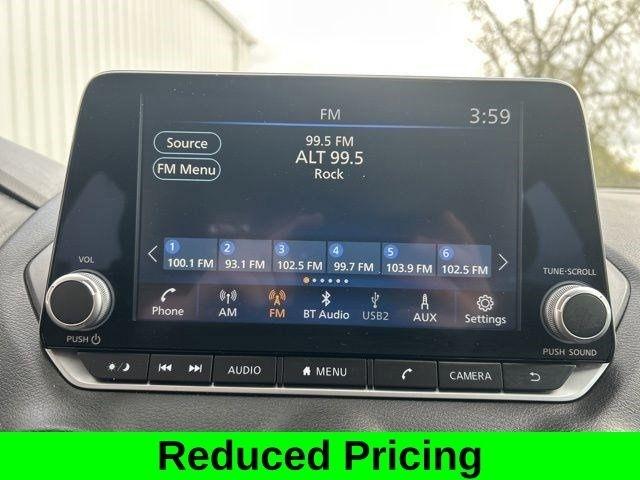 FM
3:59
Source
FM Menu
99.5 FM
ALT 99.5
Rock
1 2 3 4 5 6
100.1 FM 93.1 FM 102.5 FM 99.7 FM 103.9 FM 102.5 FM
Phone AM FM BT Audio USB2 AUX Settings
VOL
PUSH
TUNE·SCROLL
PUSH SOUND
AUDIO MENU CAMERA
Reduced Pricing